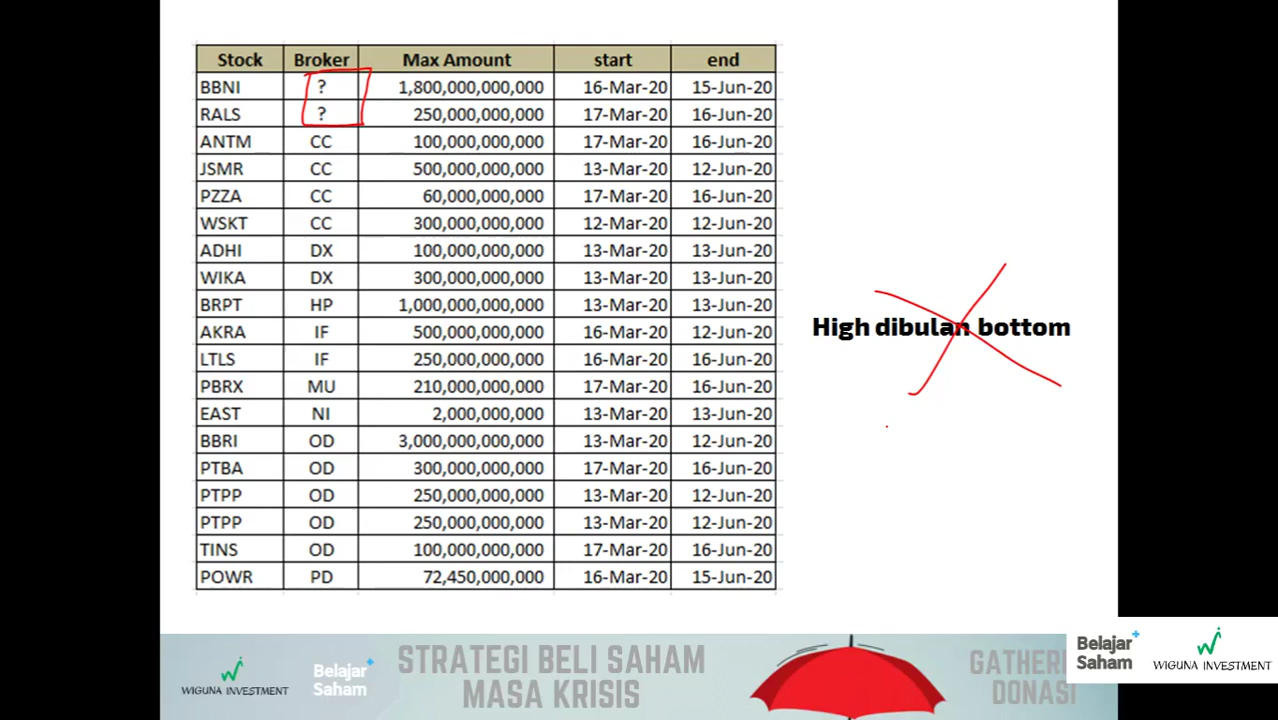 Stock Broker Max Amount start end
BBNI ? 1,800,000,000,000 16-Mar-20 15-Jun-20
RALS ? 250,000,000,000 17-Mar-20 16-Jun-20
ANTM CC 100,000,000,000 17-Mar-20 16-Jun-20
JSMR CC 500,000,000,000 13-Mar-20 12-Jun-20
PZZA CC 60,000,000,000 17-Mar-20 16-Jun-20
WSKT CC 300,000,000,000 12-Mar-20 12-Jun-20
ADHI DX 100,000,000,000 13-Mar-20 13-Jun-20
WIKA DX 300,000,000,000 13-Mar-20 13-Jun-20
BRPT HP 1,000,000,000,000 13-Mar-20 13-Jun-20
AKRA IF 500,000,000,000 16-Mar-20 12-Jun-20
LTLS IF 250,000,000,000 16-Mar-20 16-Jun-20
PBRX MU 210,000,000,000 17-Mar-20 16-Jun-20
EAST NI 2,000,000,000 13-Mar-20 13-Jun-20
BBRI OD 3,000,000,000,000 13-Mar-20 12-Jun-20
PTBA OD 300,000,000,000 17-Mar-20 16-Jun-20
PTPP OD 250,000,000,000 13-Mar-20 12-Jun-20
PTPP OD 250,000,000,000 13-Mar-20 12-Jun-20
TINS OD 100,000,000,000 17-Mar-20 16-Jun-20
POWR PD 72,450,000,000 16-Mar-20 15-Jun-20
High dibulan bottom
WIGUNA INVESTMENT
Belajar+
Saham
STRATEGI BELI SAHAM
MASA KRISIS
DONASI
Belajar+
Saham
WIGUNA INVESTMENT